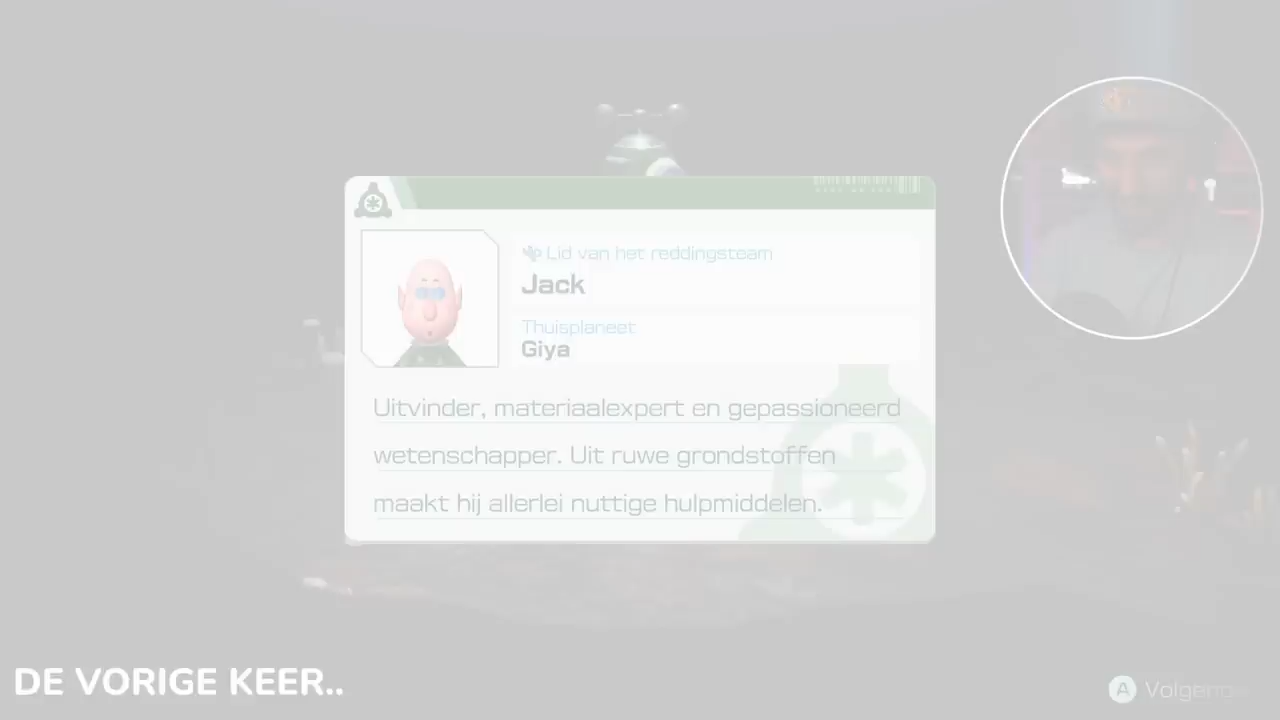 Lid van het reddingsteam
Jack
Thuisplaneet
Giya
Uitvinder, materiaalexpert en gepassioneerd
wetenschapper. Uit ruwe grondstoffen
maakt hij allerlei nuttige hulpmiddelen.
DE VORIGE KEER..
A